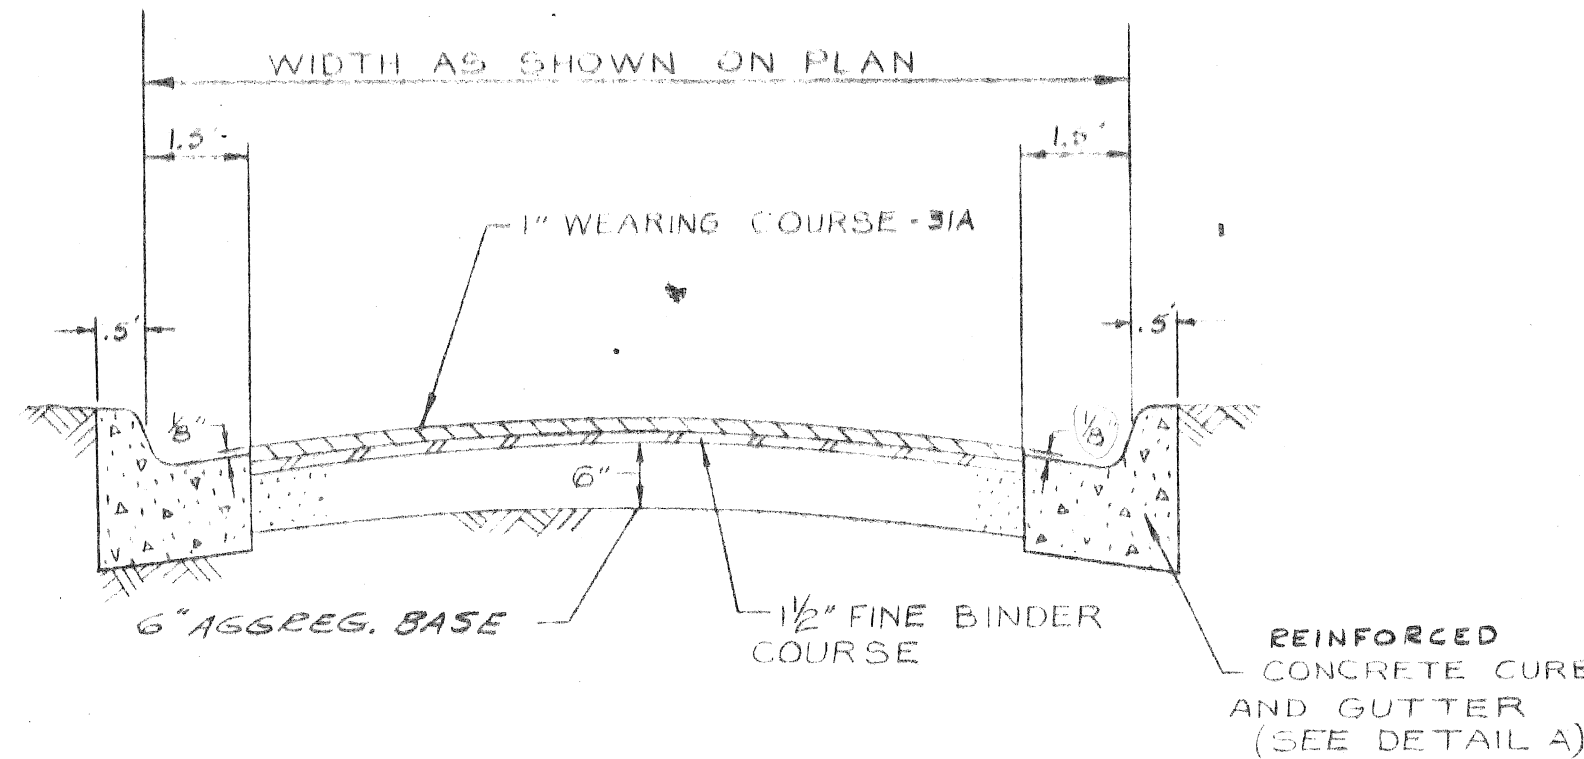 WIDTH AS SHOWN ON PLAN
1.5'
1.5'
1" WEARING COURSE - 31A
.5'
.5'
1/8"
1/8"
6"
6" AGGREG. BASE
1 1/2" FINE BINDER
COURSE
REINFORCED
CONCRETE CURB
AND GUTTER
(SEE DETAIL A)